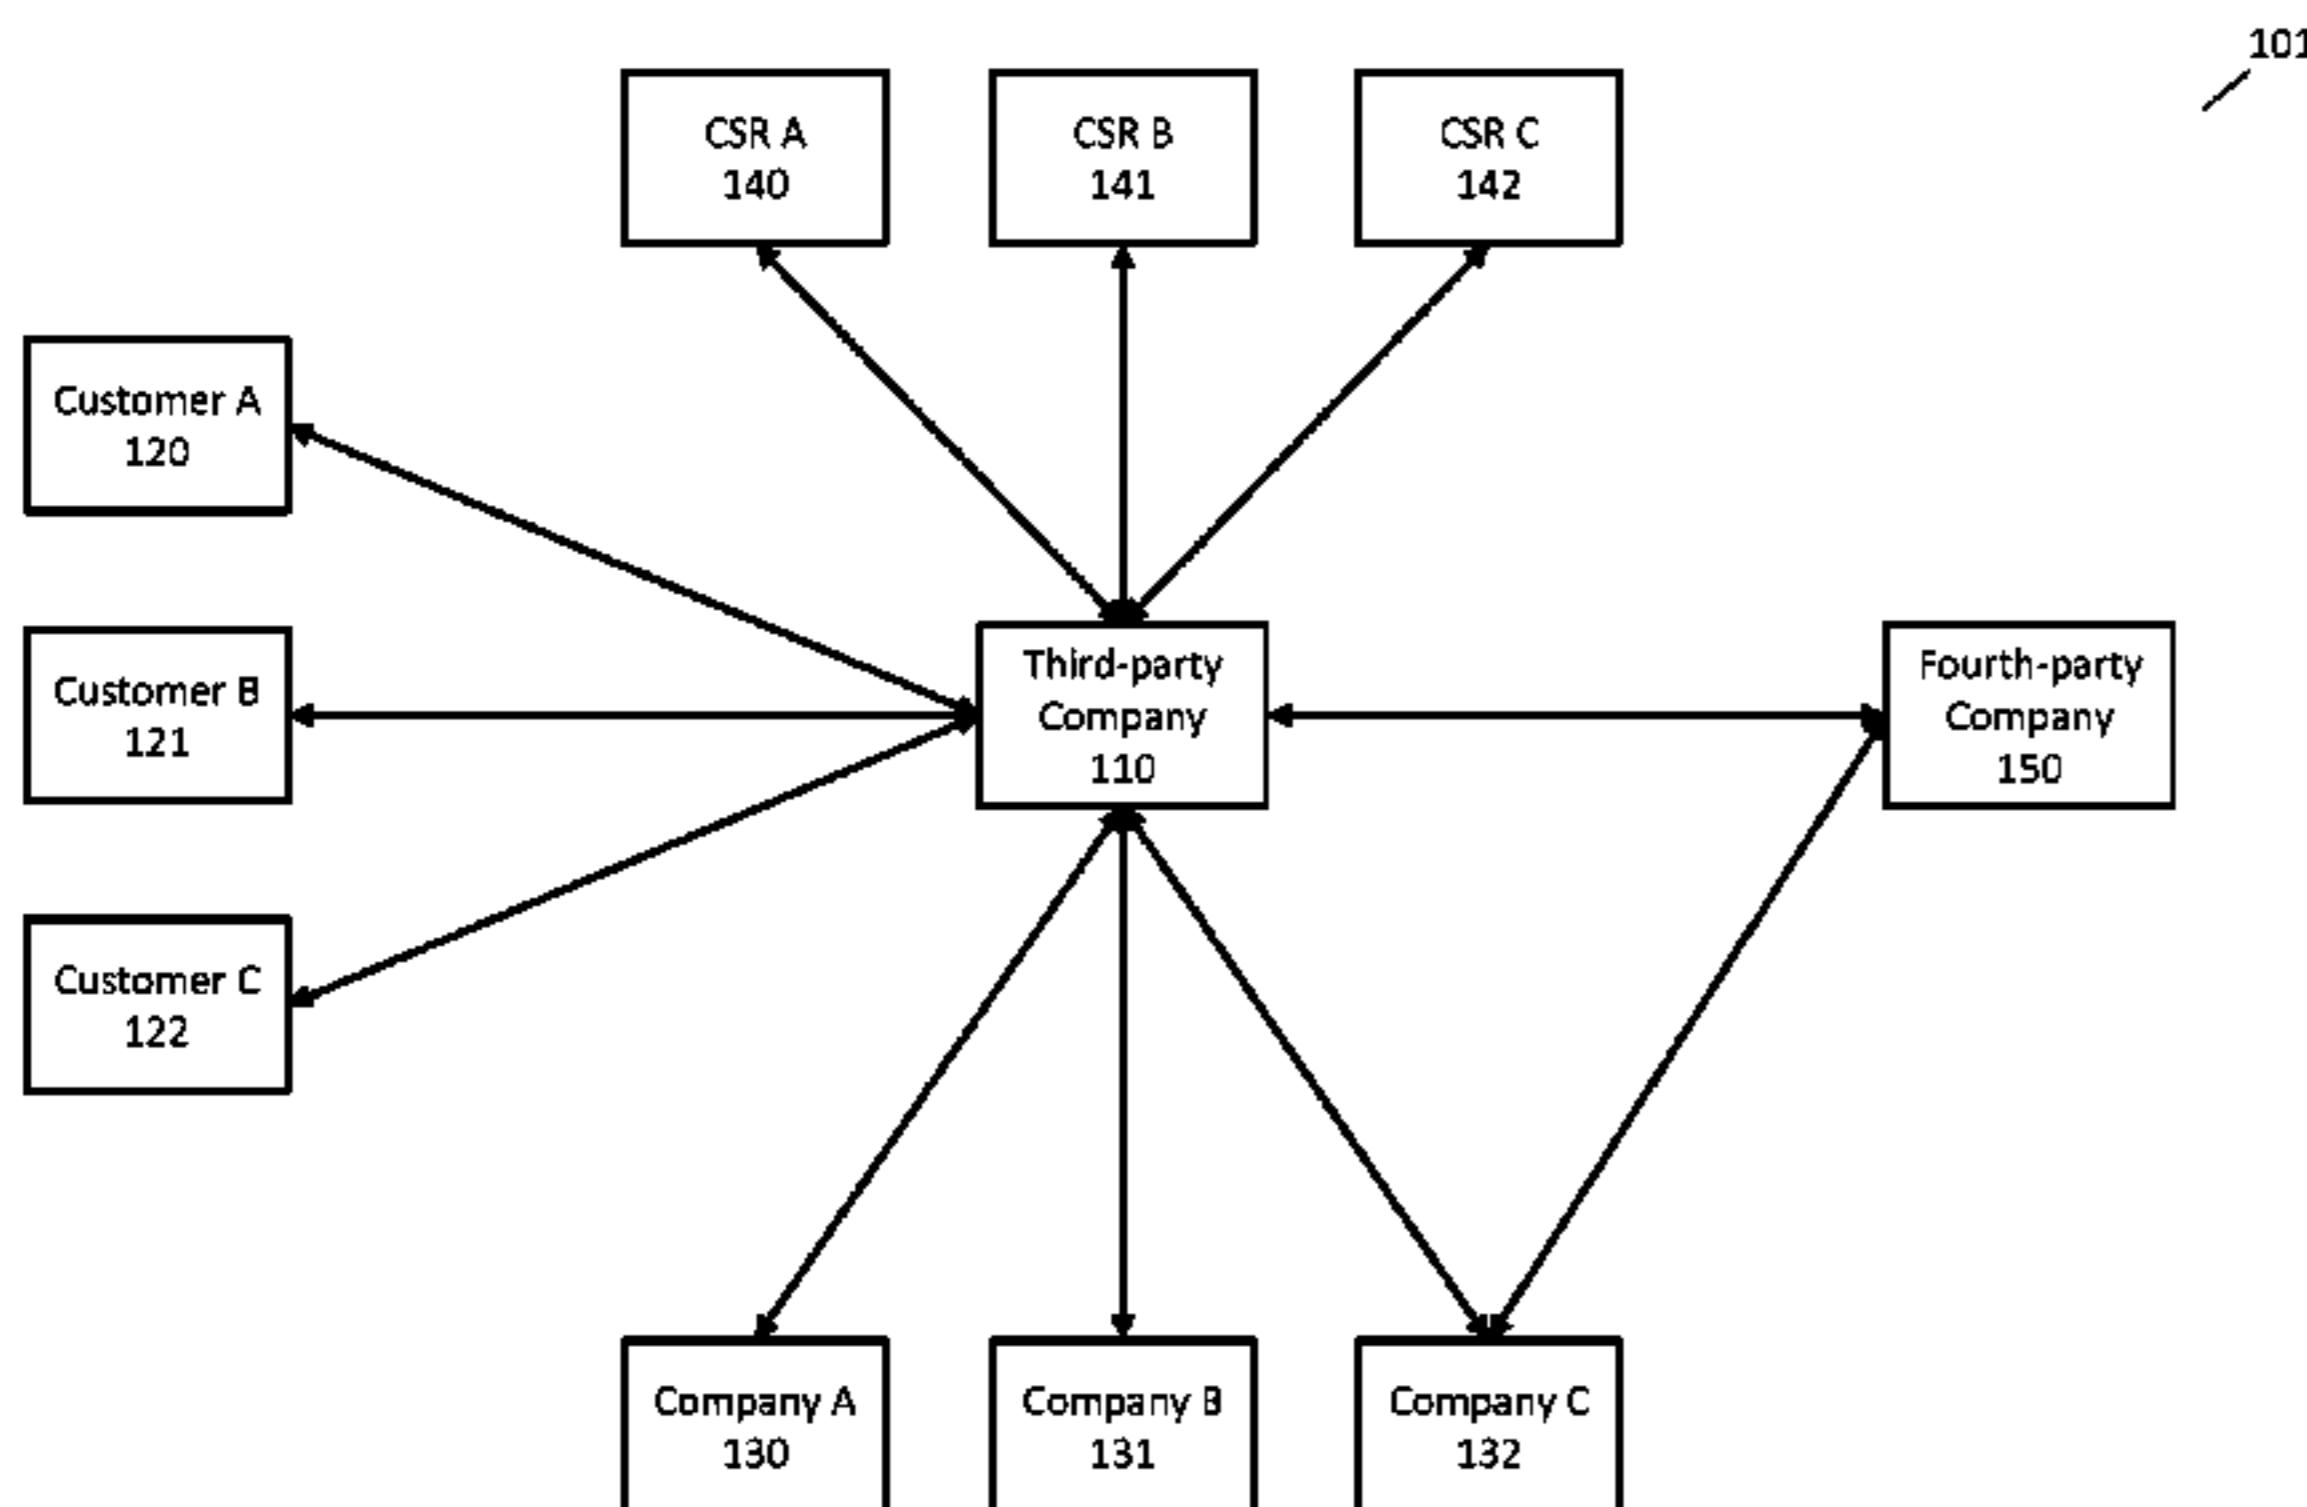 101
CSR A
140
CSR B
141
CSR C
142
Customer A
120
Customer B
121
Customer C
122
Third-party
Company
110
Fourth-party
Company
150
Company A
130
Company B
131
Company C
132